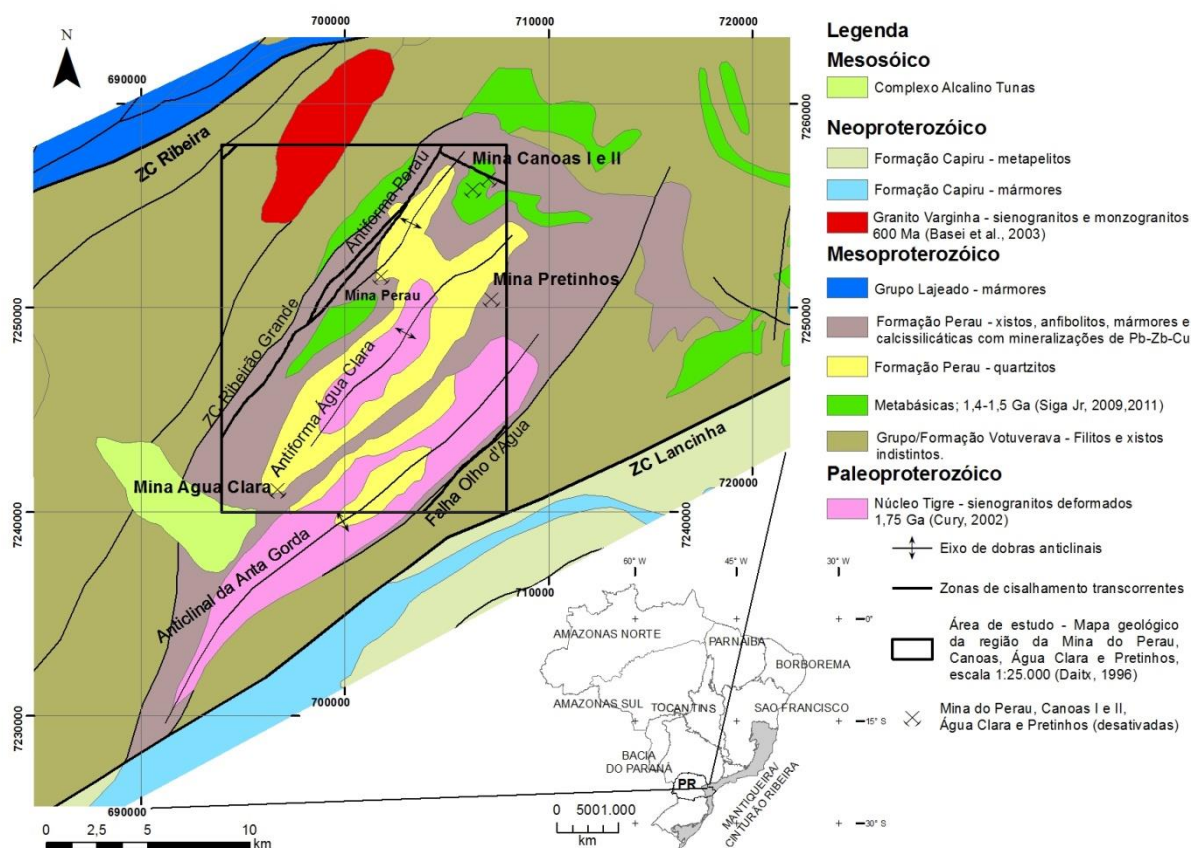 700000
710000
720000
N
690000
7260000
ZC Ribeira
Antiforma Perau
Mina Canoas I e II
Mina Pretinhos
Mina Perau
7250000
7250000
ZC Ribeirão Grande
Antiforma Água Clara
Mina Agua Clara
Falha Olho d'Agua
ZC Lancinha
720000
7240000
7240000
Anticlinal da Anta Gorda
710000
700000
7230000
690000
0 2,5 5 10
km
Legenda
Mesosóico
Complexo Alcalino Tunas
Neoproterozóico
Formação Capiru - metapelitos
Formação Capiru - mármores
Granito Varginha - sienogranitos e monzogranitos
600 Ma (Basei et al., 2003)
Mesoproterozóico
Grupo Lajeado - mármores
Formação Perau - xistos, anfibolitos, mármores e
calcissilicáticas com mineralizações de Pb-Zb-Cu
Formação Perau - quartzitos
Metabásicas; 1,4-1,5 Ga (Siga Jr, 2009,2011)
Grupo/Formação Votuverava - Filitos e xistos
indistintos.
Paleoproterozóico
Núcleo Tigre - sienogranitos deformados
1,75 Ga (Cury, 2002)
Eixo de dobras anticlinais
Zonas de cisalhamento transcorrentes
Área de estudo - Mapa geológico
da região da Mina do Perau,
Canoas, Água Clara e Pretinhos,
escala 1:25.000 (Daitx, 1996)
Mina do Perau, Canoas I e II,
Água Clara e Pretinhos (desativadas)
60° W
45° W
30° W
0°
15° S
30° S
AMAZONAS NORTE
PARNAÍBA
BORBOREMA
AMAZONAS SUL
TOCANTINS
SAO FRANCISCO
BACIA
DO PARANÁ
PR
MANTIQUEIRA/
CINTURÃO RIBEIRA
0 5001.000
km